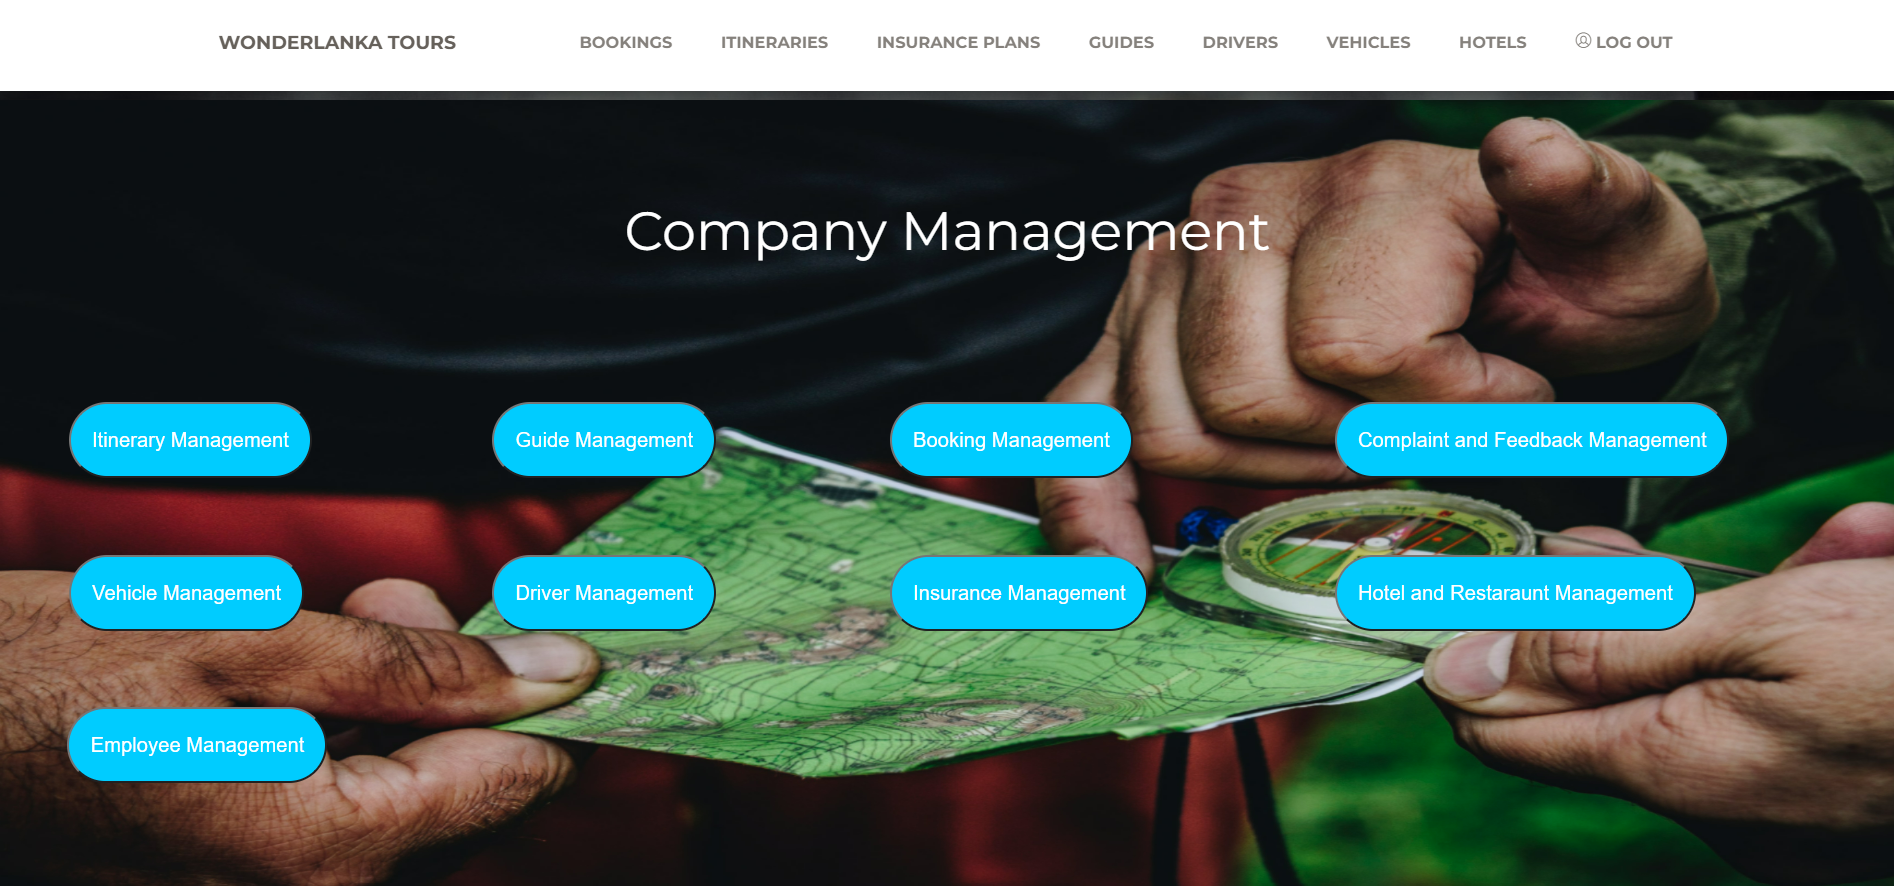 WONDERLANKA TOURS BOOKINGS ITINERARIES INSURANCE PLANS GUIDES DRIVERS VEHICLES HOTELS LOG OUT
Company Management
Itinerary Management Guide Management Booking Management Complaint and Feedback Management
Vehicle Management Driver Management Insurance Management Hotel and Restaraunt Management
Employee Management